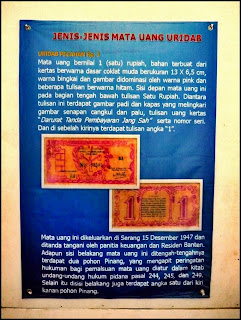 JENIS-JENIS MATA UANG URIDAB
URIDAB PECAHAN Rp. 1
Mata uang bernilai 1 (satu) rupiah, bahan terbuat dari
kertas berwarna dasar coklat muda berukuran 13 X 6,5 cm,
warna bingkai dan gambar didominasi oleh warna pink dan
beberapa tulisan berwarna hitam. Sisi depan mata uang ini
pada bagian tengah bawah tulisan Satu Rupiah. Diantara
tulisan ini terdapat gambar padi dan kapas yang melingkari
gambar senapan cangkul dan palu, tulisan uang kertas
"Darurat Tanda Pembayaran Jang Sah" serta nomor seri.
Dan di sebelah kirinya terdapat tulisan angka "1".
Mata uang ini dikeluarkan di Serang 15 Desember 1947 dan
ditanda tangani oleh panitia keuangan dan Residen Banten.
Adapun sisi belakang mata uang ini ditengah-tengahnya
terdapat dua pohon Pinang, yang mengapit peringatan
hukuman bagi pemalsuan mata uang diatur dalam kitab
undang-undang hukum pidana pasal 244, 245, dan 249.
Selain itu disisi belakang juga terdapat angka satu dari kiri
kanan pohon Pinang.